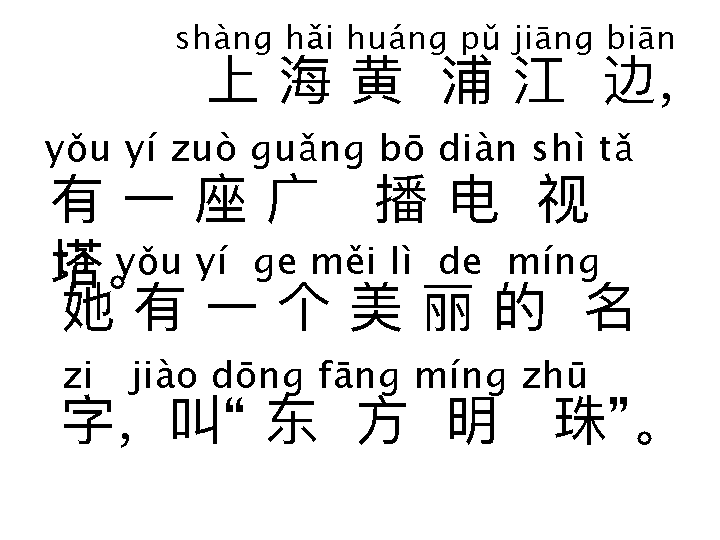 shàng hǎi huáng pǔ jiāng biān
上 海 黄 浦 江 边,
yǒu yí zuò guǎng bō diàn shì tǎ
有 一 座 广 播 电 视
塔。
yǒu yí ge měi lì de míng
她 有 一 个 美 丽 的 名
zi jiào dōng fāng míng zhū
字, 叫“ 东 方 明 珠”。